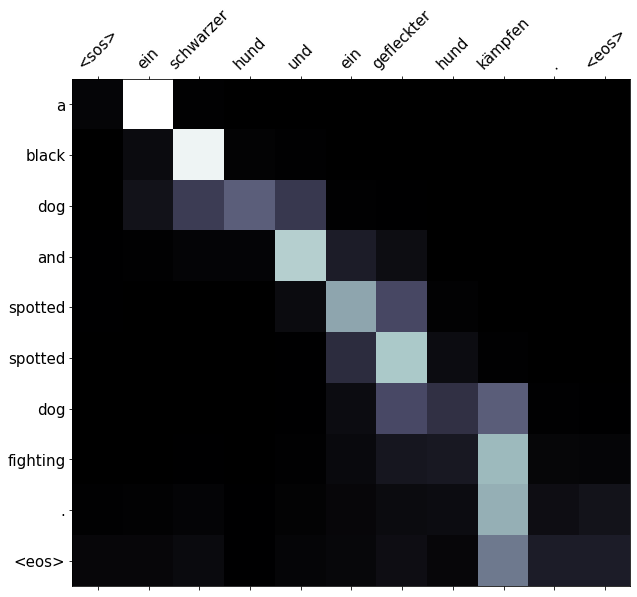 <sos> ein schwarzer hund und ein gefleckter hund kämpfen . <eos>
a
black
dog
and
spotted
spotted
dog
fighting
.
<eos>